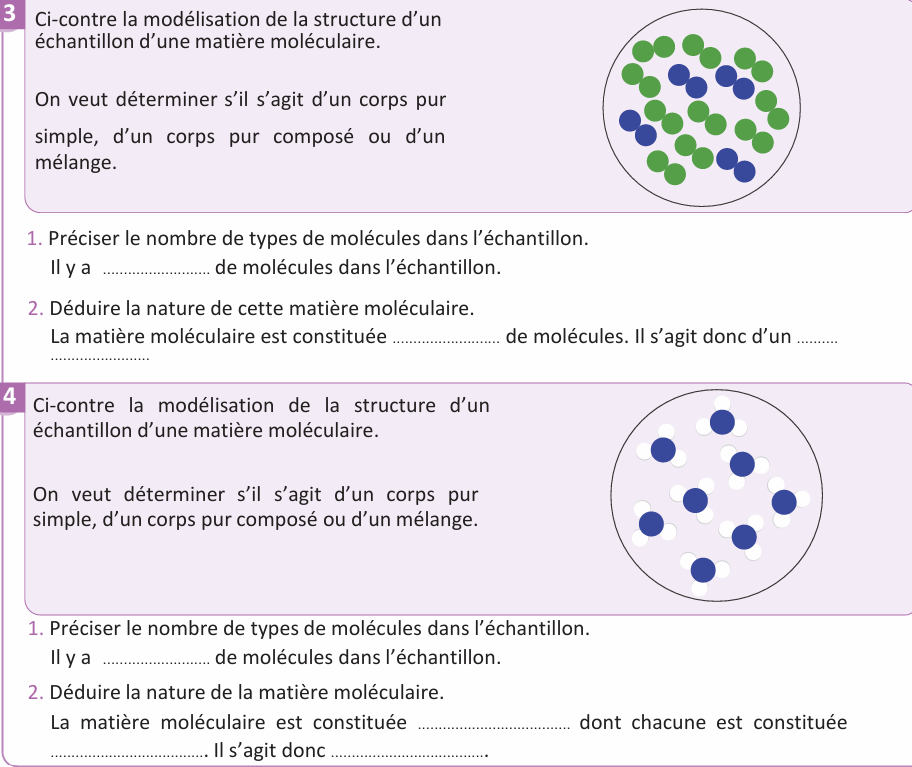 3
Ci-contre la modélisation de la structure d’un
échantillon d’une matière moléculaire.
On veut déterminer s’il s’agit d’un corps pur
simple, d’un corps pur composé ou d’un
mélange.
1. Préciser le nombre de types de molécules dans l’échantillon.
Il y a .......................... de molécules dans l’échantillon.
2. Déduire la nature de cette matière moléculaire.
La matière moléculaire est constituée .......................... de molécules. Il s’agit donc d’un ..........
........................
4
Ci-contre la modélisation de la structure d’un
échantillon d’une matière moléculaire.
On veut déterminer s’il s’agit d’un corps pur
simple, d’un corps pur composé ou d’un mélange.
1. Préciser le nombre de types de molécules dans l’échantillon.
Il y a .......................... de molécules dans l’échantillon.
2. Déduire la nature de la matière moléculaire.
La matière moléculaire est constituée ..................................... dont chacune est constituée
...................................... Il s’agit donc ......................................